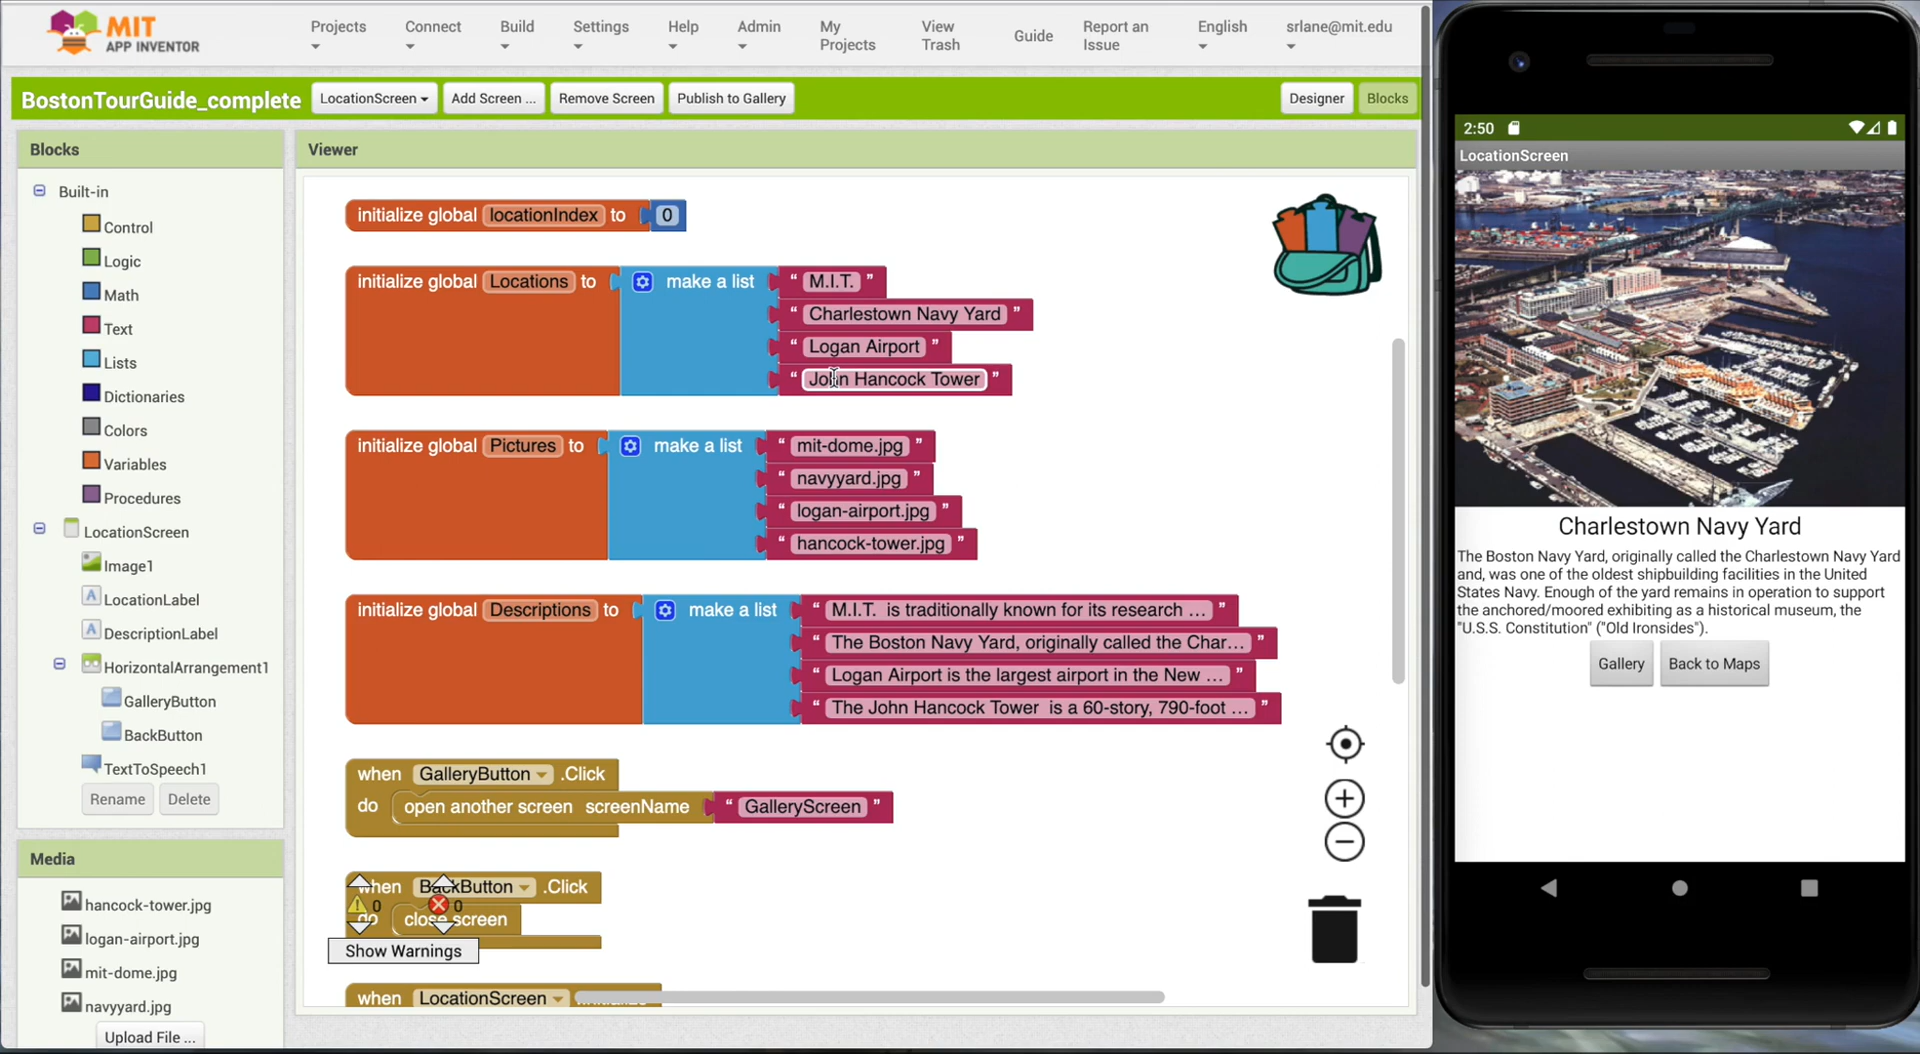 MIT
APP INVENTOR
Projects
Connect
Build
Settings
Help
Admin
My Projects
View Trash
Guide
Report an Issue
English
srlane@mit.edu
BostonTourGuide_complete
LocationScreen
Add Screen ...
Remove Screen
Publish to Gallery
Designer
Blocks
Blocks
Built-in
Control
Logic
Math
Text
Lists
Dictionaries
Colors
Variables
Procedures
LocationScreen
Image1
LocationLabel
DescriptionLabel
HorizontalArrangement1
GalleryButton
BackButton
TextToSpeech1
Rename
Delete
Media
hancock-tower.jpg
logan-airport.jpg
mit-dome.jpg
navyyard.jpg
Upload File ...
Viewer
initialize global locationIndex to 0
initialize global Locations to make a list " M.I.T. "
" Charlestown Navy Yard "
" Logan Airport "
" John Hancock Tower "
initialize global Pictures to make a list " mit-dome.jpg "
" navyyard.jpg "
" logan-airport.jpg "
" hancock-tower.jpg "
initialize global Descriptions to make a list " M.I.T. is traditionally known for its research ... "
" The Boston Navy Yard, originally called the Char... "
" Logan Airport is the largest airport in the New ... "
" The John Hancock Tower is a 60-story, 790-foot ... "
when GalleryButton .Click
do open another screen screenName " GalleryScreen "
when BackButton .Click
do close screen
0 0
Show Warnings
when LocationScreen
2:50
LocationScreen
Charlestown Navy Yard
The Boston Navy Yard, originally called the Charlestown Navy Yard
and, was one of the oldest shipbuilding facilities in the United
States Navy. Enough of the yard remains in operation to support
the anchored/moored exhibiting as a historical museum, the
"U.S.S. Constitution" ("Old Ironsides").
Gallery
Back to Maps